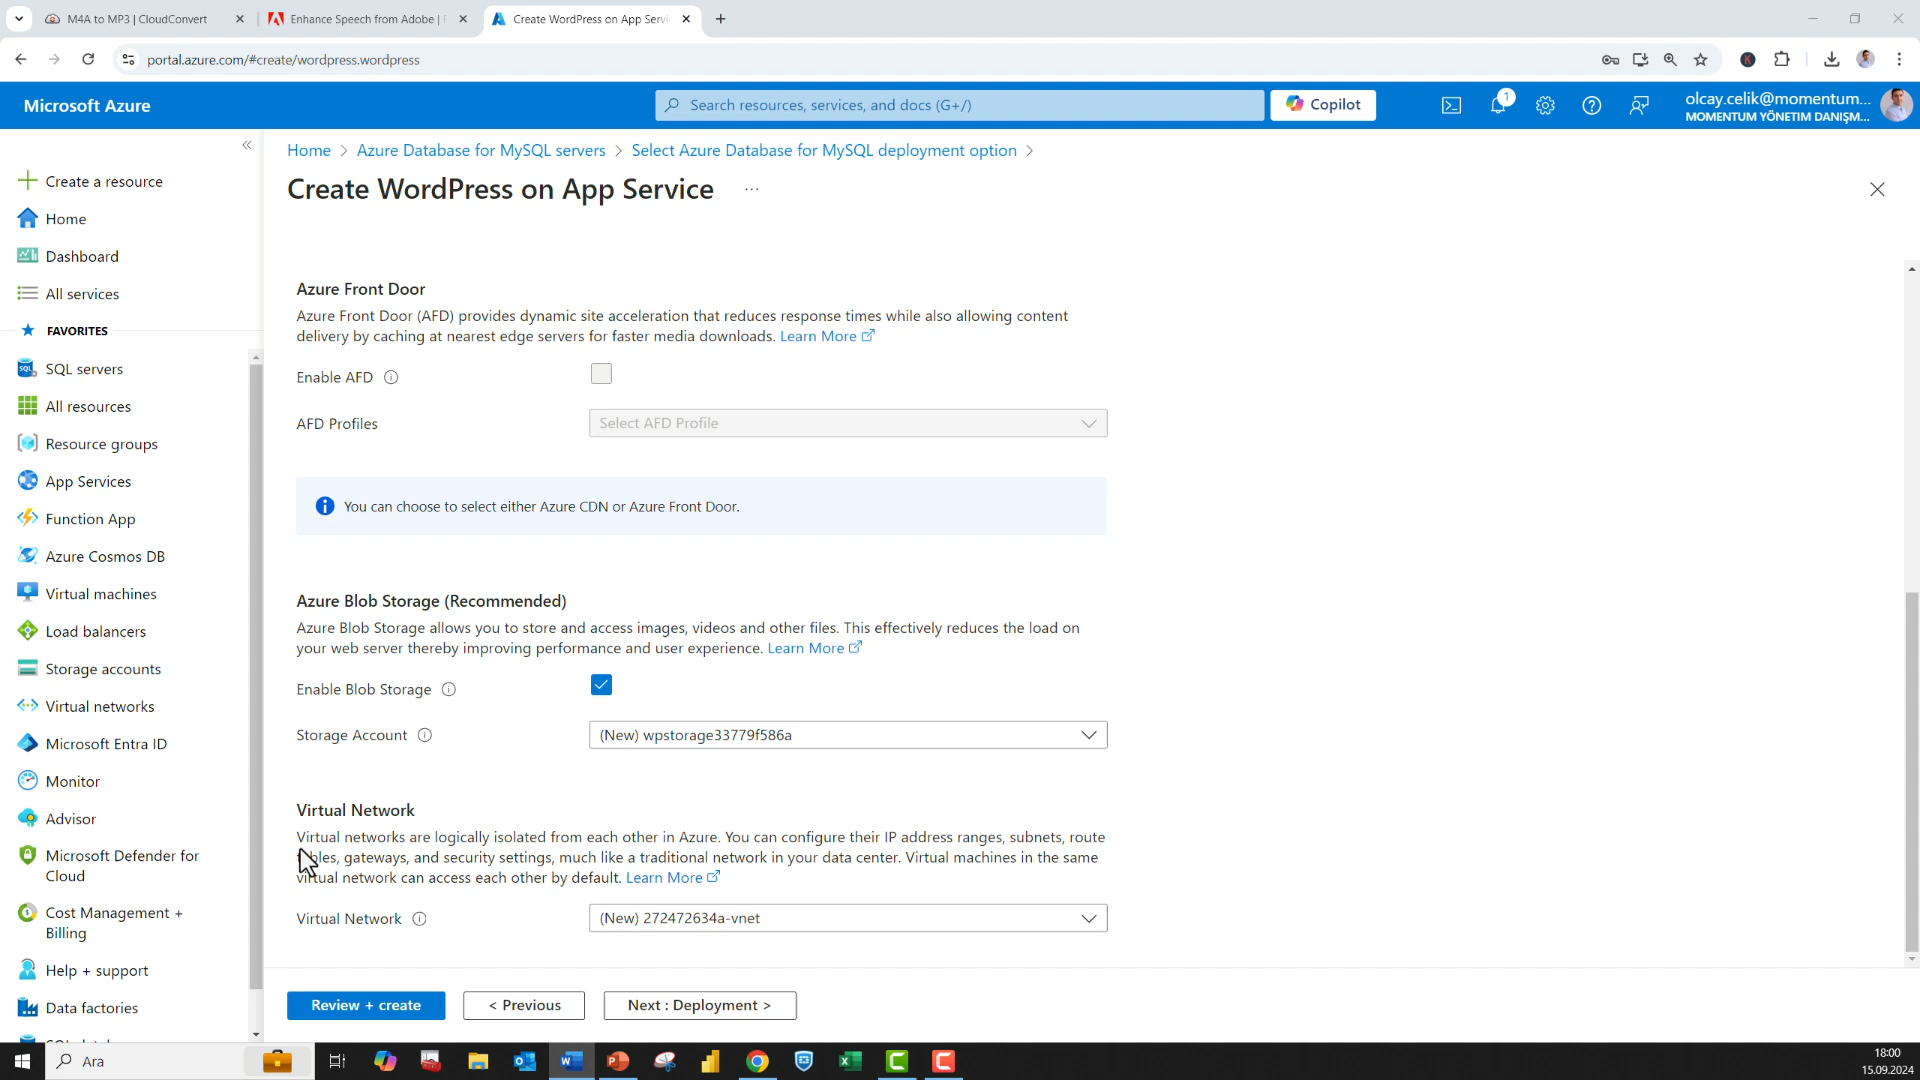 M4A to MP3 | CloudConvert
Enhance Speech from Adobe |
Create WordPress on App Servi
portal.azure.com/#create/wordpress.wordpress
Microsoft Azure
Search resources, services, and docs (G+/)
Copilot
1
olcay.celik@momentum...
MOMENTUM YÖNETIM DANIŞM...
Home > Azure Database for MySQL servers > Select Azure Database for MySQL deployment option >
Create WordPress on App Service ...
Create a resource
Home
Dashboard
All services
FAVORITES
SQL servers
All resources
Resource groups
App Services
Function App
Azure Cosmos DB
Virtual machines
Load balancers
Storage accounts
Virtual networks
Microsoft Entra ID
Monitor
Advisor
Microsoft Defender for
Cloud
Cost Management +
Billing
Help + support
Data factories
Azure Front Door
Azure Front Door (AFD) provides dynamic site acceleration that reduces response times while also allowing content
delivery by caching at nearest edge servers for faster media downloads. Learn More
Enable AFD
AFD Profiles
Select AFD Profile
You can choose to select either Azure CDN or Azure Front Door.
Azure Blob Storage (Recommended)
Azure Blob Storage allows you to store and access images, videos and other files. This effectively reduces the load on
your web server thereby improving performance and user experience. Learn More
Enable Blob Storage
Storage Account
(New) wpstorage33779f586a
Virtual Network
Virtual networks are logically isolated from each other in Azure. You can configure their IP address ranges, subnets, route
tables, gateways, and security settings, much like a traditional network in your data center. Virtual machines in the same
virtual network can access each other by default. Learn More
Virtual Network
(New) 272472634a-vnet
Review + create
< Previous
Next : Deployment >
Ara
18:00
15.09.2024